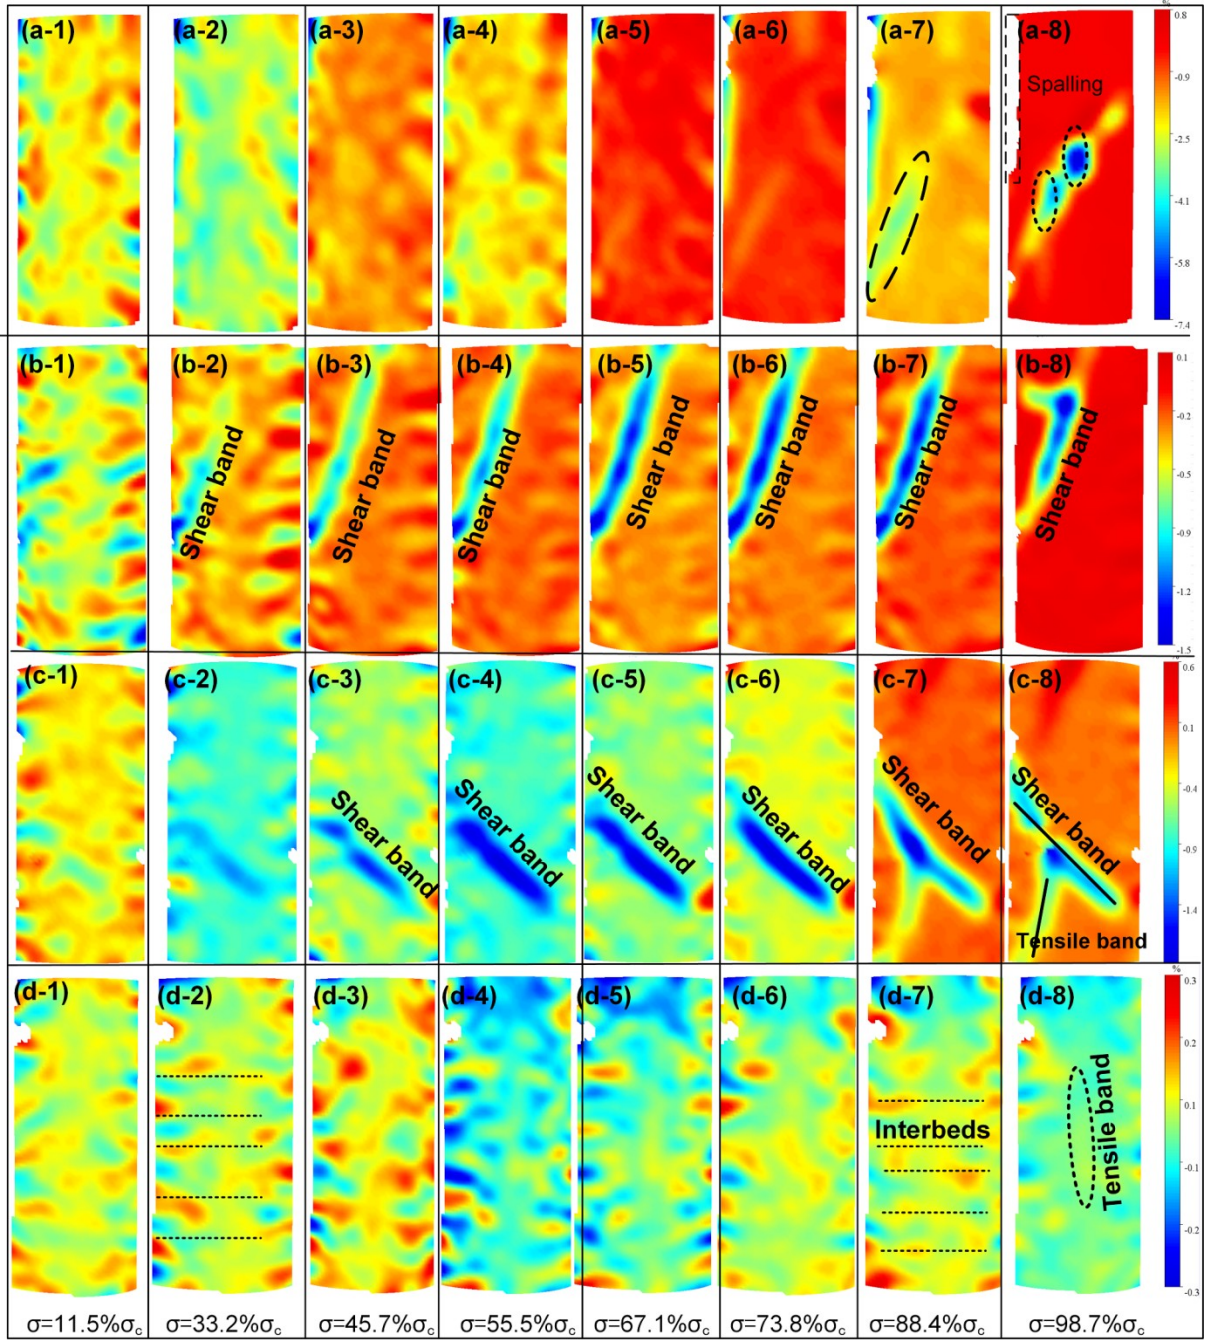 (a-1) (a-2) (a-3) (a-4) (a-5) (a-6) (a-7) (a-8)
%
0.8
Spalling
-0.9
-2.5
-4.1
-5.8
-7.4
(b-1) (b-2) (b-3) (b-4) (b-5) (b-6) (b-7) (b-8)
0.1
-0.2
Shear band
Shear band
Shear band
Shear band
Shear band
Shear band
Shear band
-0.5
-0.9
-1.2
-1.5
(c-1) (c-2) (c-3) (c-4) (c-5) (c-6) (c-7) (c-8)
%
0.6
0.1
Shear band
Shear band
Shear band
Shear band
Shear band
Shear band
-0.4
-0.9
-1.4
Tensile band
(d-1) (d-2) (d-3) (d-4) (d-5) (d-6) (d-7) (d-8)
%
0.3
0.2
0.1
Interbeds
Tensile band
-0.1
-0.2
-0.3
σ=11.5%σc σ=33.2%σc σ=45.7%σc σ=55.5%σc σ=67.1%σc σ=73.8%σc σ=88.4%σc σ=98.7%σc